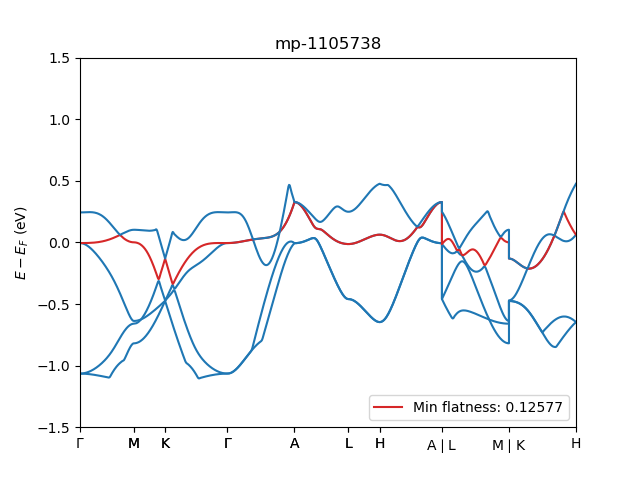 mp-1105738
E − E_F (eV)
1.5
1.0
0.5
0.0
−0.5
−1.0
−1.5
Min flatness: 0.12577
Γ M K Γ A L H A | L M | K H